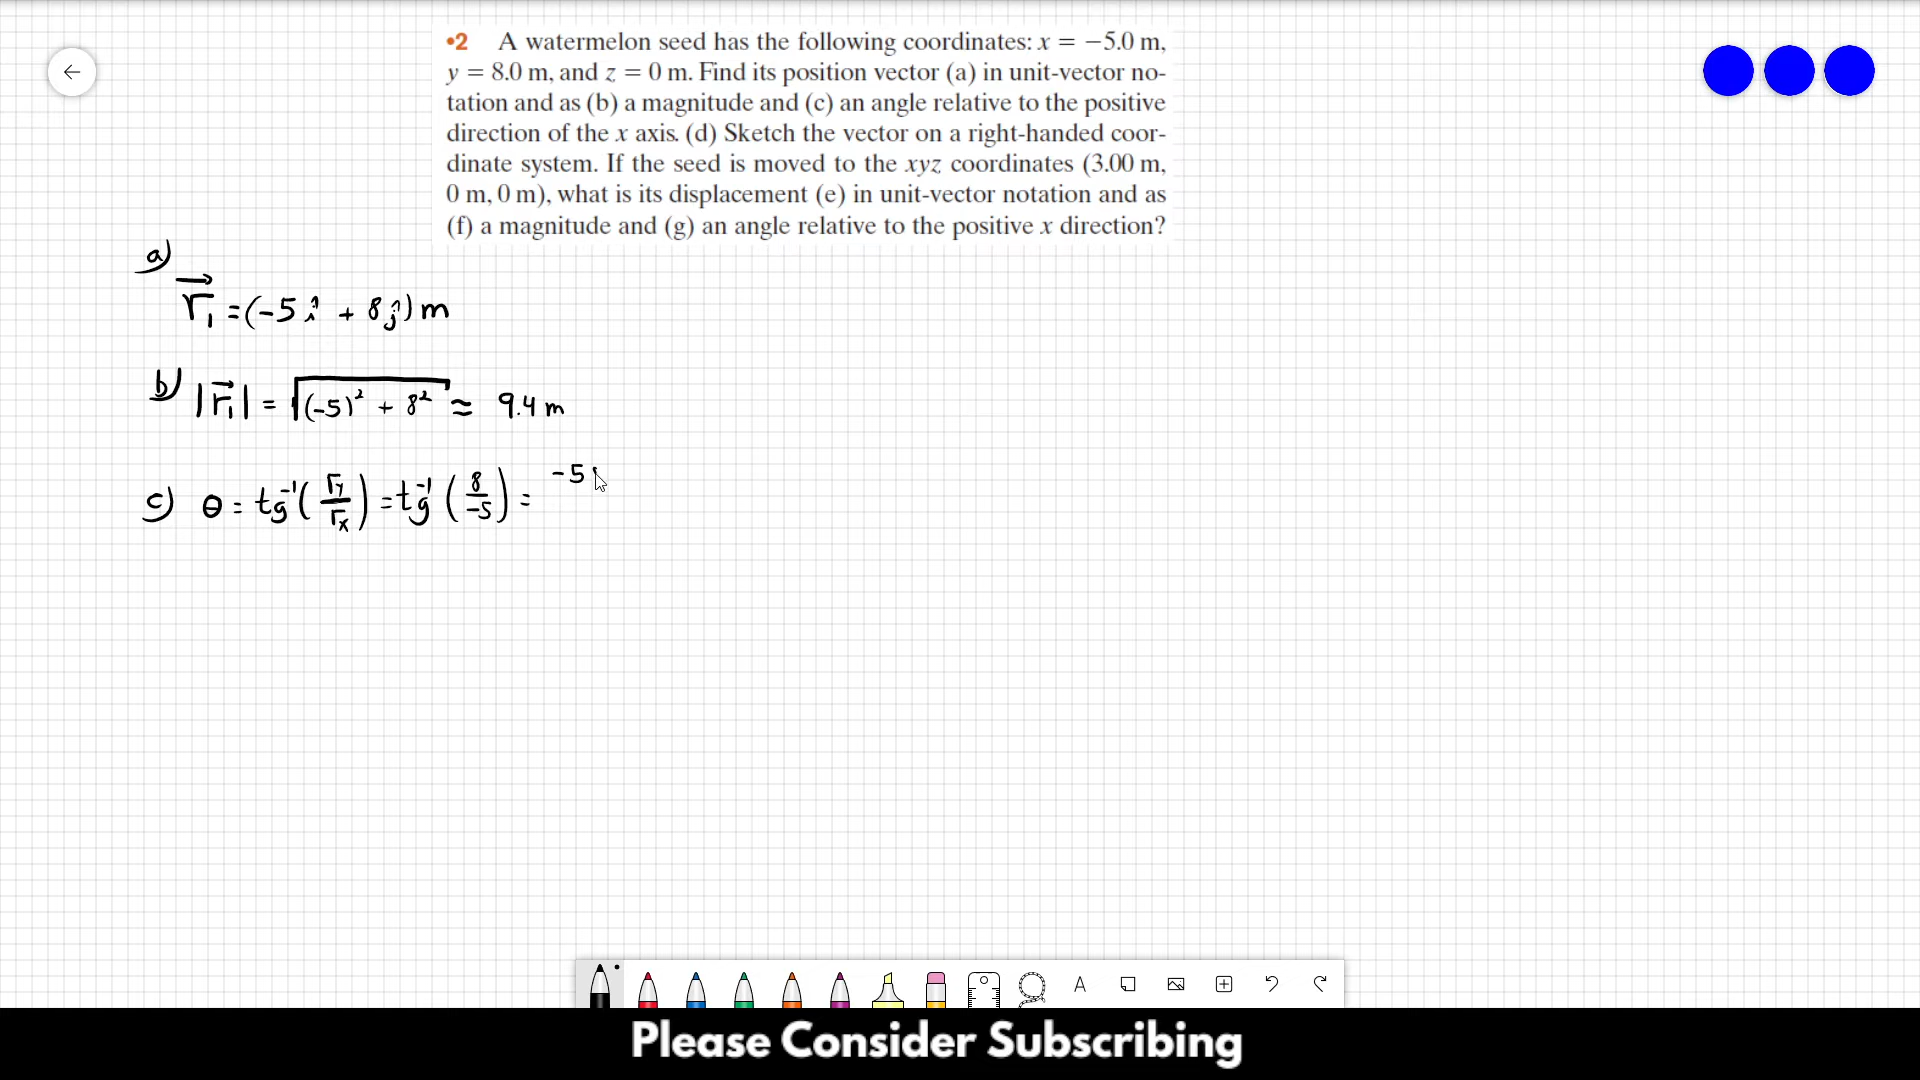 •2 A watermelon seed has the following coordinates: x = −5.0 m,
y = 8.0 m, and z = 0 m. Find its position vector (a) in unit-vector no-
tation and as (b) a magnitude and (c) an angle relative to the positive
direction of the x axis. (d) Sketch the vector on a right-handed coor-
dinate system. If the seed is moved to the xyz coordinates (3.00 m,
0 m, 0 m), what is its displacement (e) in unit-vector notation and as
(f) a magnitude and (g) an angle relative to the positive x direction?
a)
r⃗₁ = (-5 î + 8 ĵ) m
b) |r⃗₁| = √((-5)² + 8²) ≈ 9.4 m
c) θ = tg⁻¹(ry/rx) = tg⁻¹(8/-5) = -5
A
Please Consider Subscribing